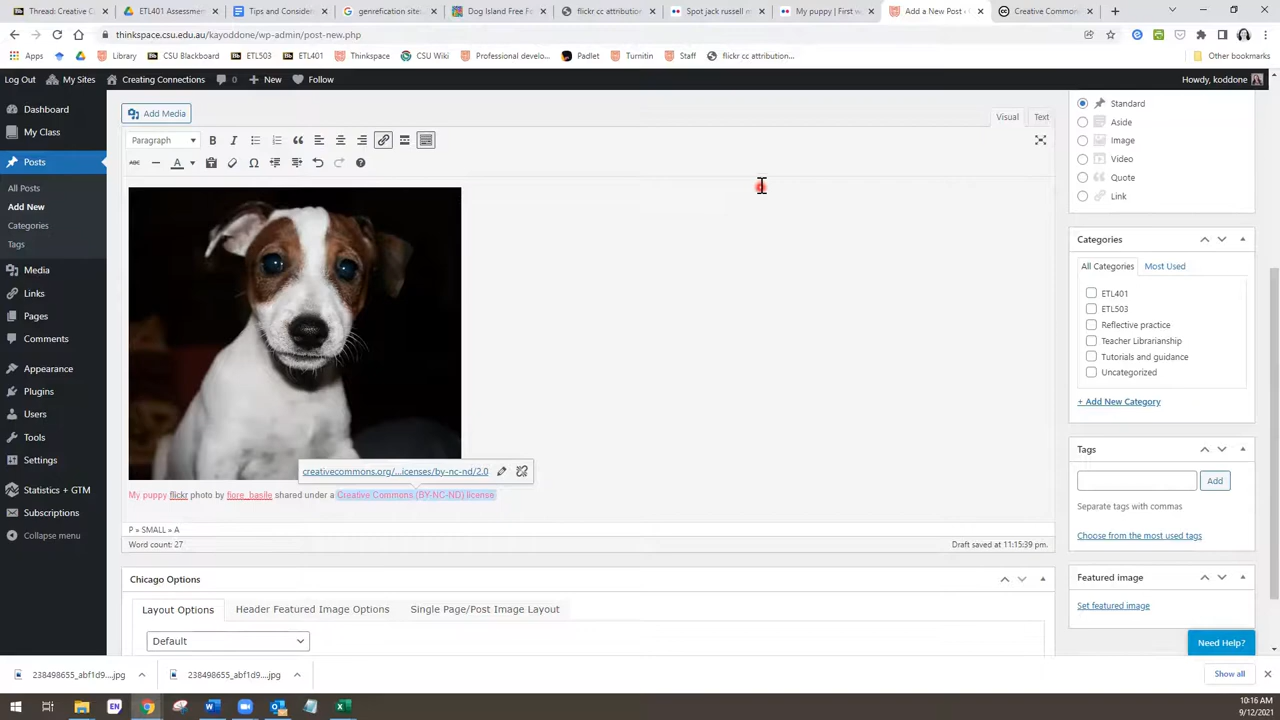 Thread: Creative C
ETL401 Assessmen
Tips and Consider
genrefication sites
Dog Island Free Fo
flickr cc attribution
Spot jack russell m
My puppy | First w
Add a New Post ‹
Creative Common
thinkspace.csu.edu.au/kayoddone/wp-admin/post-new.php
Apps Library CSU Blackboard ETL503 ETL401 Thinkspace CSU Wiki Professional develo... Padlet Turnitin Staff flickr cc attribution... Other bookmarks
Log Out My Sites Creating Connections 0 New Follow Howdy, koddone
Dashboard
My Class
Posts
All Posts
Add New
Categories
Tags
Media
Links
Pages
Comments
Appearance
Plugins
Users
Tools
Settings
Statistics + GTM
Collapse menu
Add Media
Visual Text
Paragraph B I A
ABC A
creativecommons.org/...icenses/by-nc-nd/2.0
My puppy flickr photo by fiore_basile shared under a Creative Commons (BY-NC-ND) license
P » SMALL » A
Word count: 27 Draft saved at 11:15:39 pm.
Chicago Options
Layout Options Header Featured Image Options Single Page/Post Image Layout
Default
Standard
Aside
Image
Video
Quote
Link
Categories
All Categories Most Used
ETL401
ETL503
Reflective practice
Teacher Librarianship
Tutorials and guidance
Uncategorized
+ Add New Category
Tags
Add
Separate tags with commas
Choose from the most used tags
Featured image
Set featured image
Need Help?
238498655_abf1d9....jpg 238498655_abf1d9....jpg Show all
10:16 AM
9/12/2021